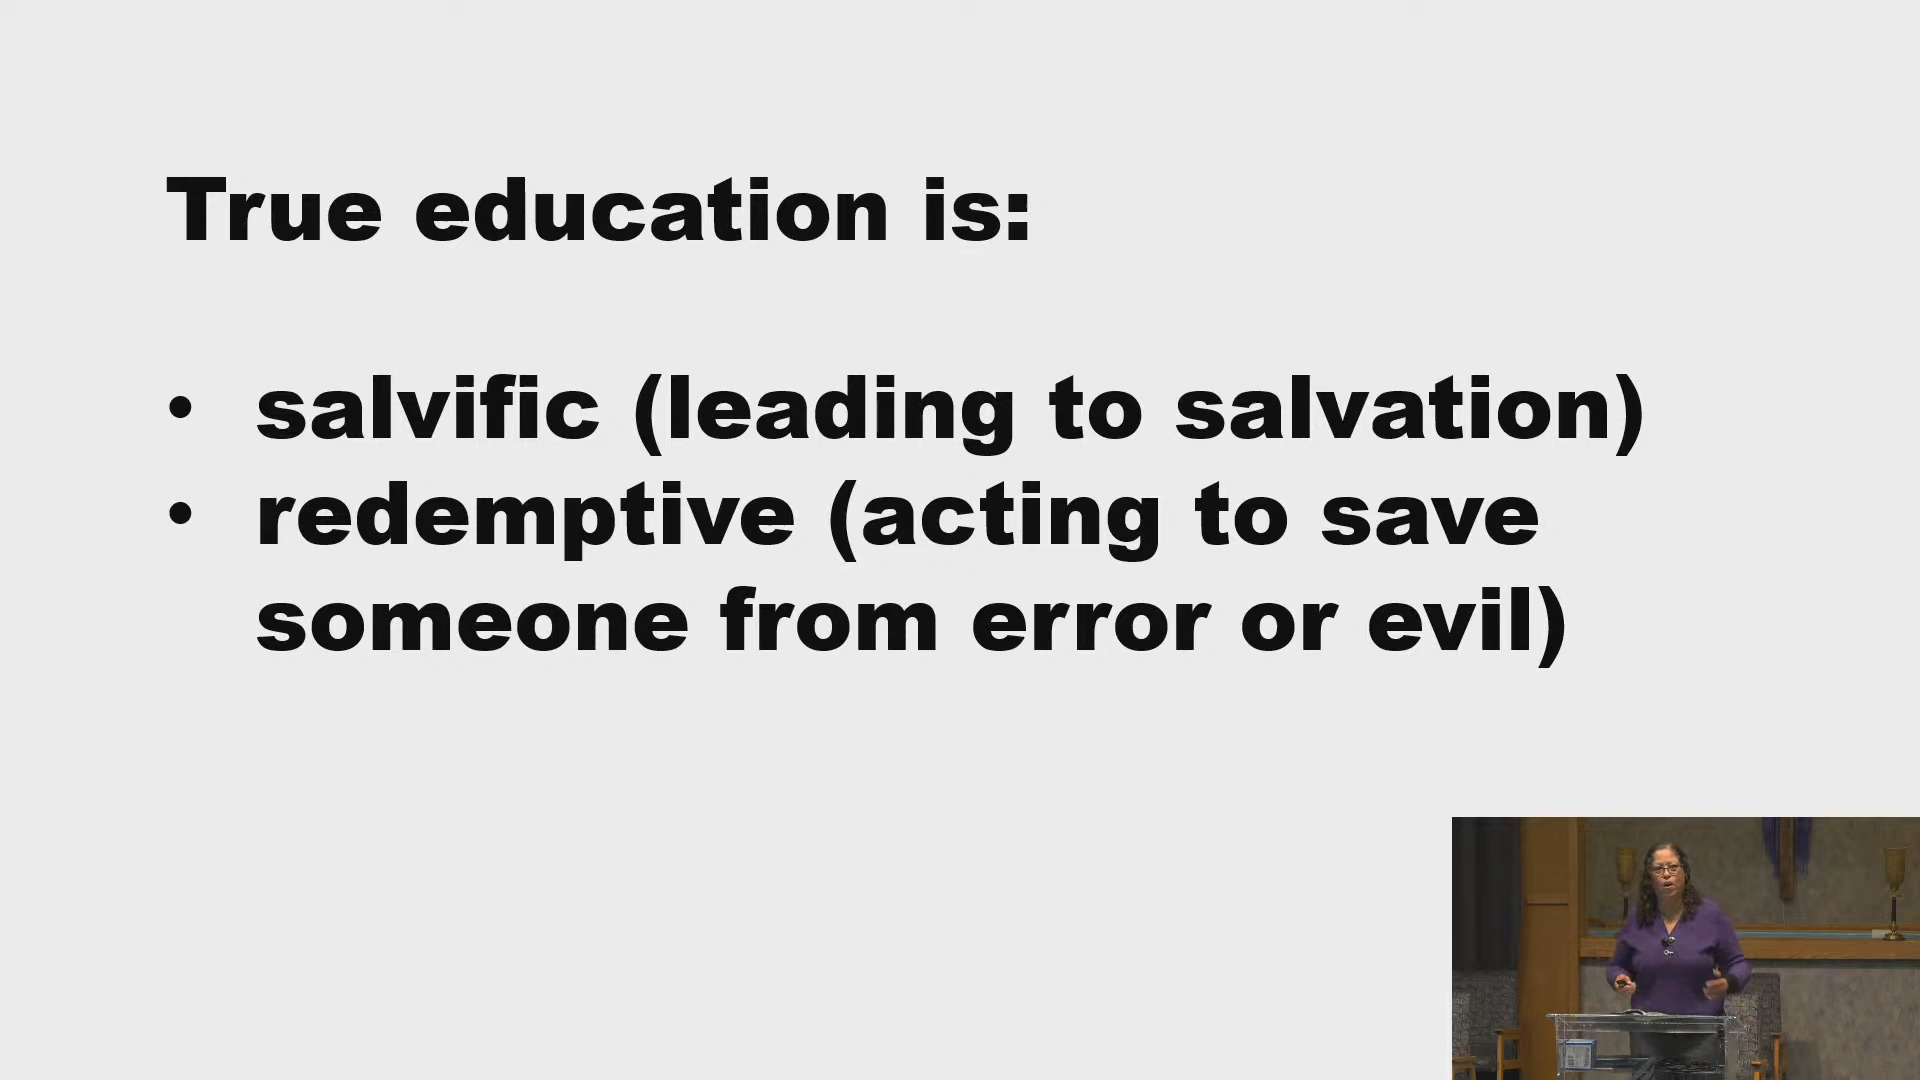 True education is:
• salvific (leading to salvation)
• redemptive (acting to save
someone from error or evil)